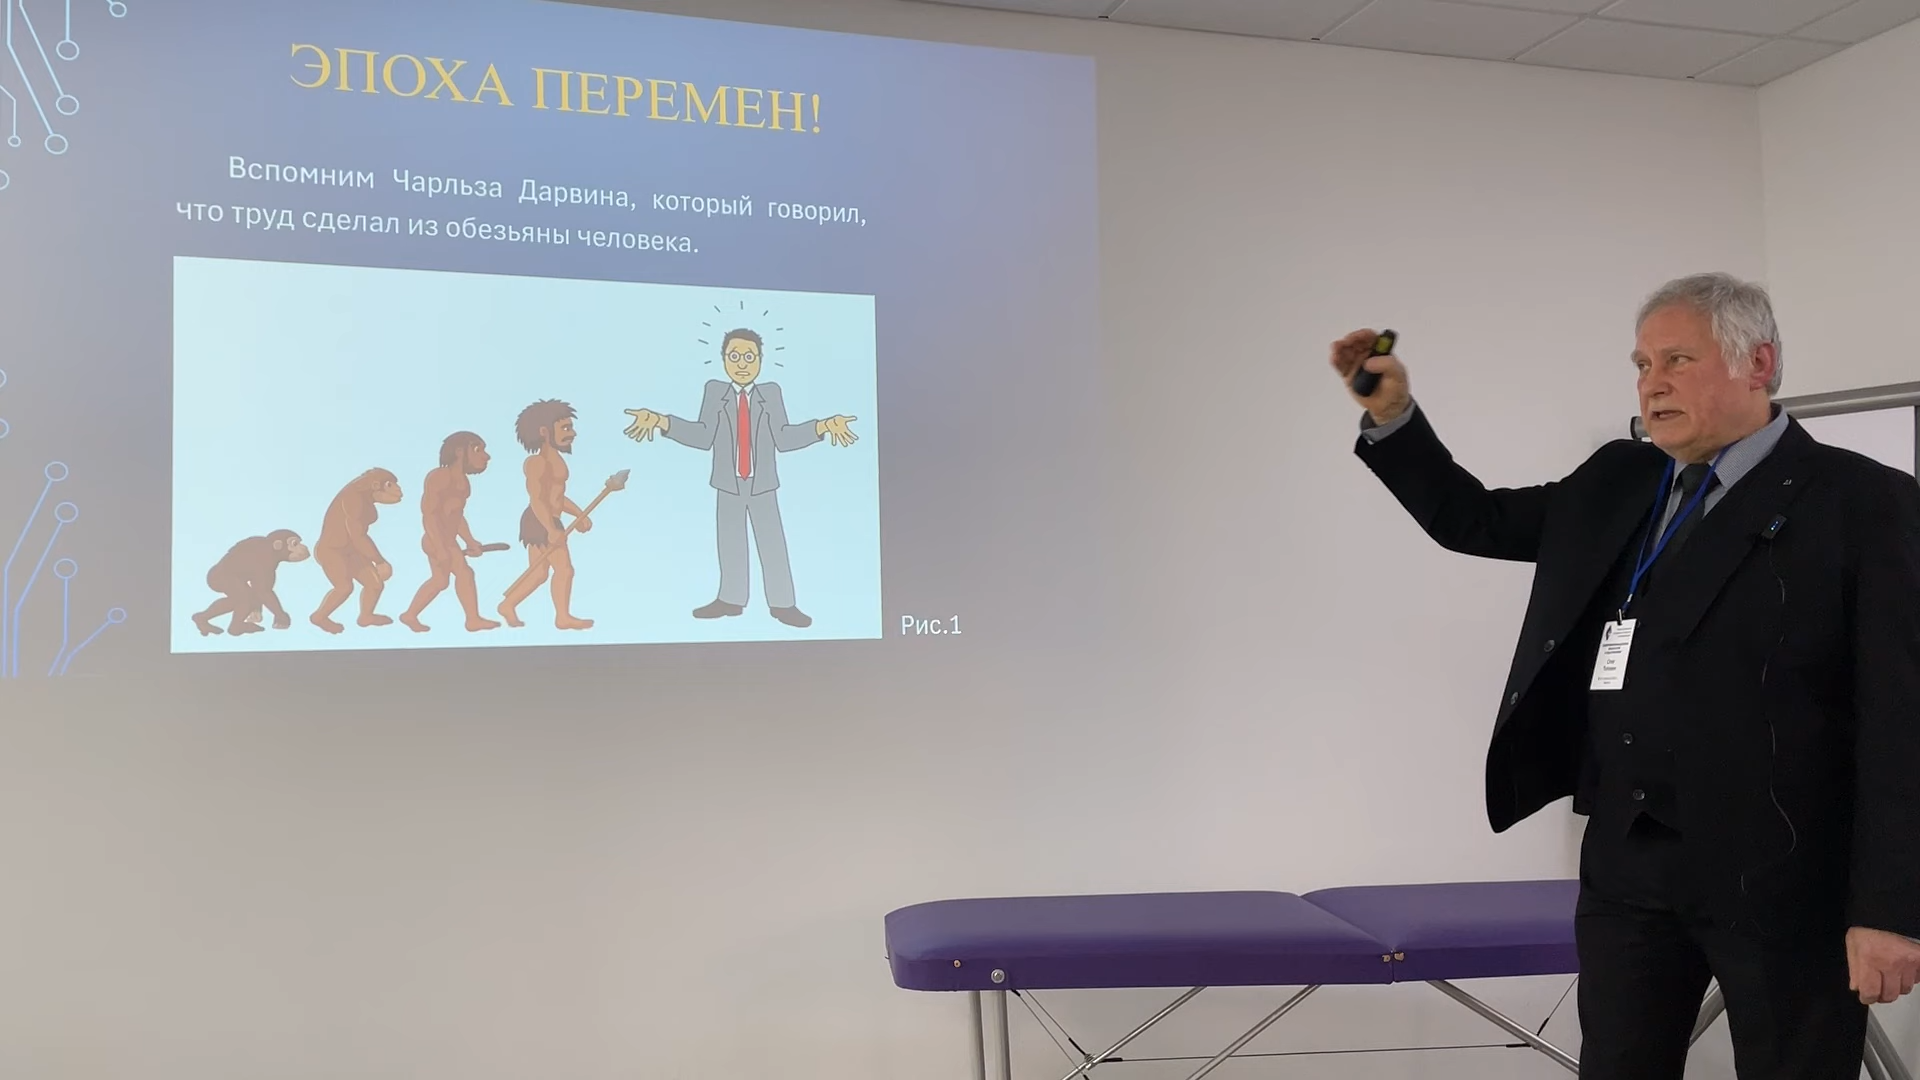 ЭПОХА ПЕРЕМЕН!
Вспомним Чарльза Дарвина, который говорил,
что труд сделал из обезьяны человека.
Рис.1